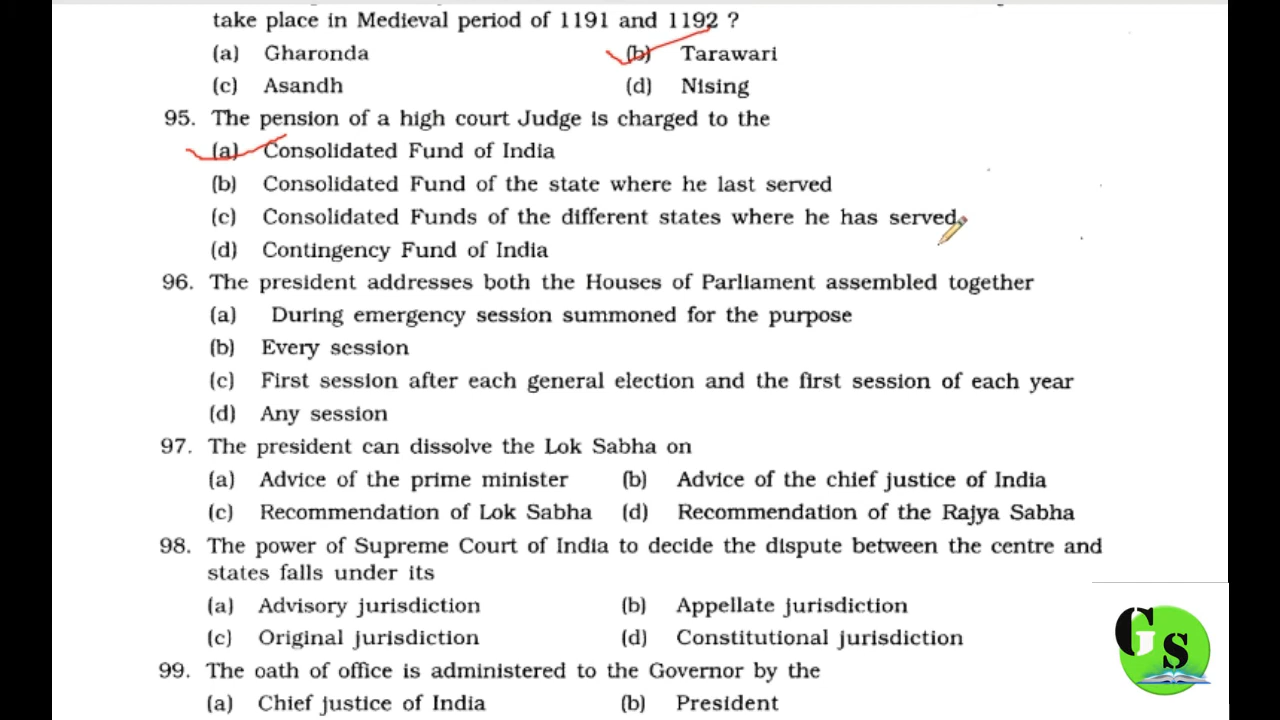 take place in Medieval period of 1191 and 1192 ?
(a) Gharonda (b) Tarawari
(c) Asandh (d) Nising
95. The pension of a high court Judge is charged to the
(a) Consolidated Fund of India
(b) Consolidated Fund of the state where he last served
(c) Consolidated Funds of the different states where he has served
(d) Contingency Fund of India
96. The president addresses both the Houses of Parliament assembled together
(a) During emergency session summoned for the purpose
(b) Every session
(c) First session after each general election and the first session of each year
(d) Any session
97. The president can dissolve the Lok Sabha on
(a) Advice of the prime minister (b) Advice of the chief justice of India
(c) Recommendation of Lok Sabha (d) Recommendation of the Rajya Sabha
98. The power of Supreme Court of India to decide the dispute between the centre and
states falls under its
(a) Advisory jurisdiction (b) Appellate jurisdiction
(c) Original jurisdiction (d) Constitutional jurisdiction
99. The oath of office is administered to the Governor by the
(a) Chief justice of India (b) President
GS